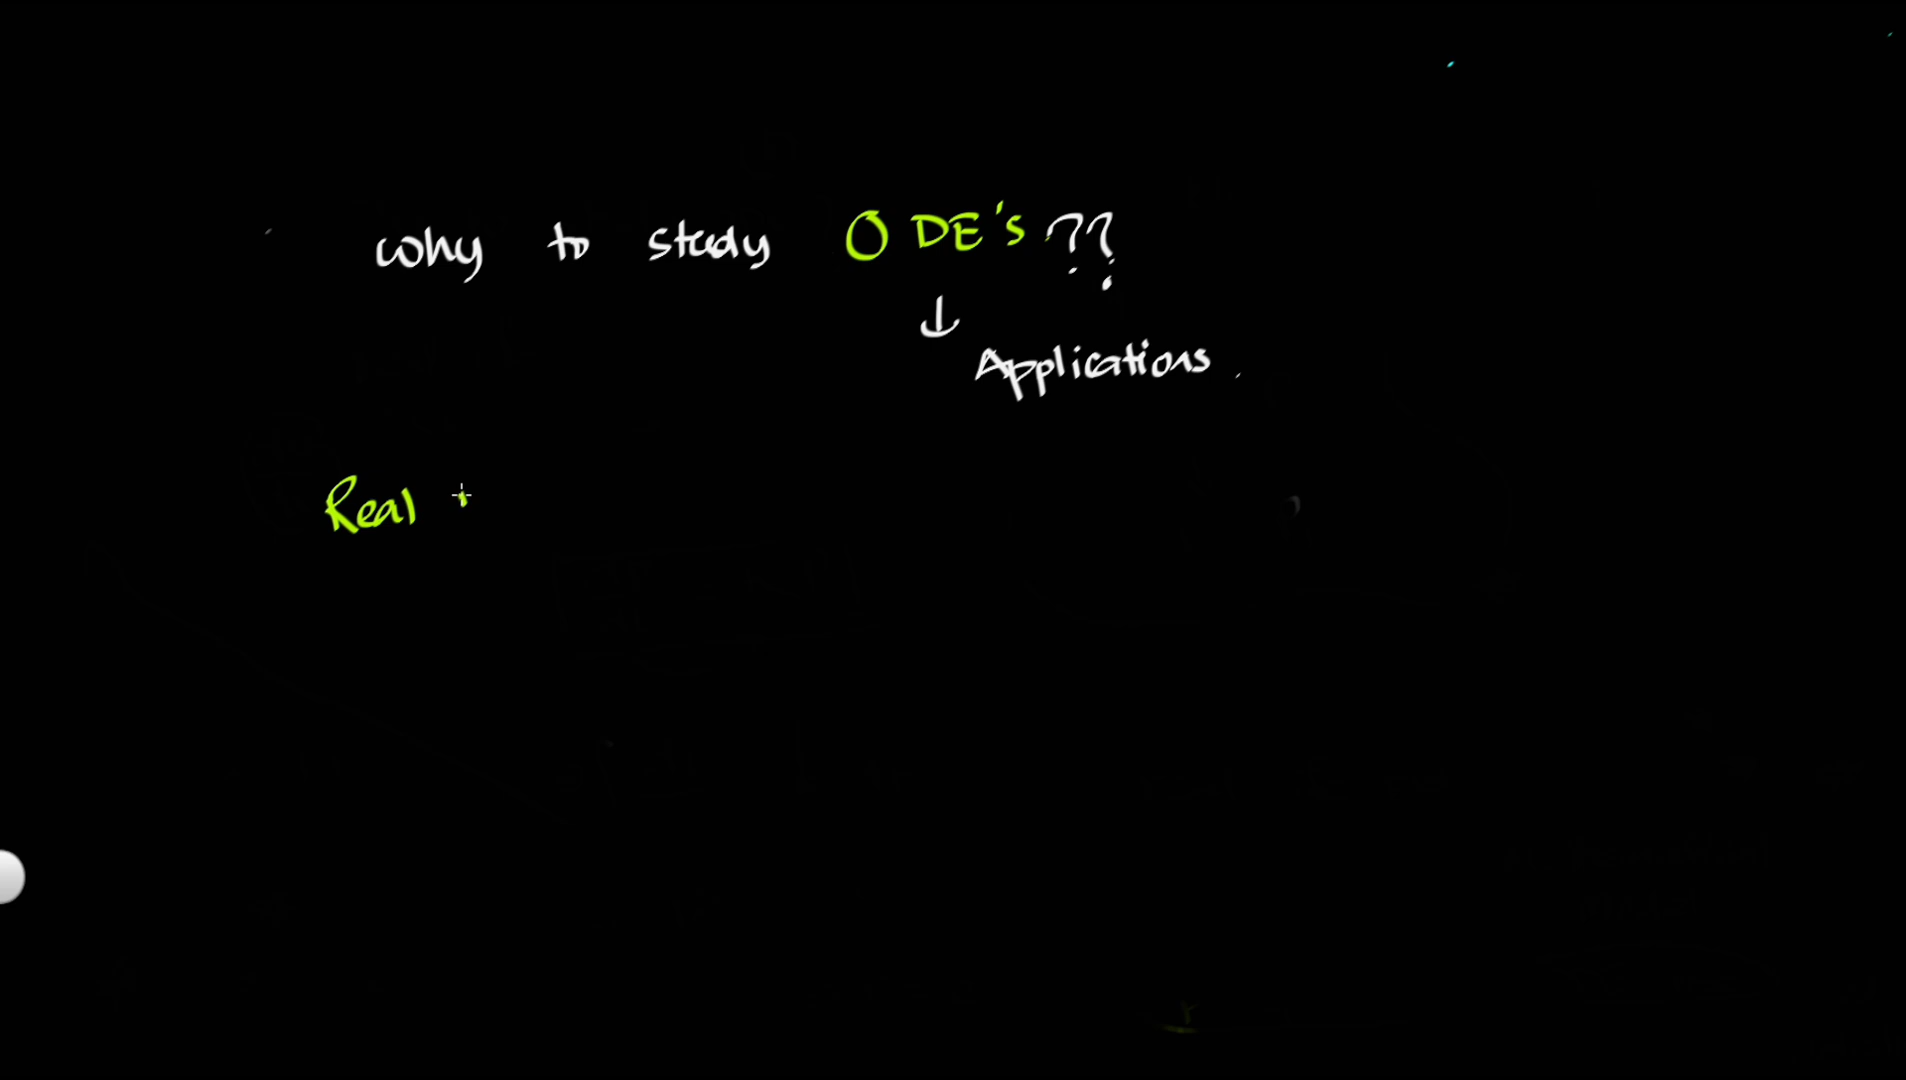 why to study ODE's ??
↓
Applications.
Real